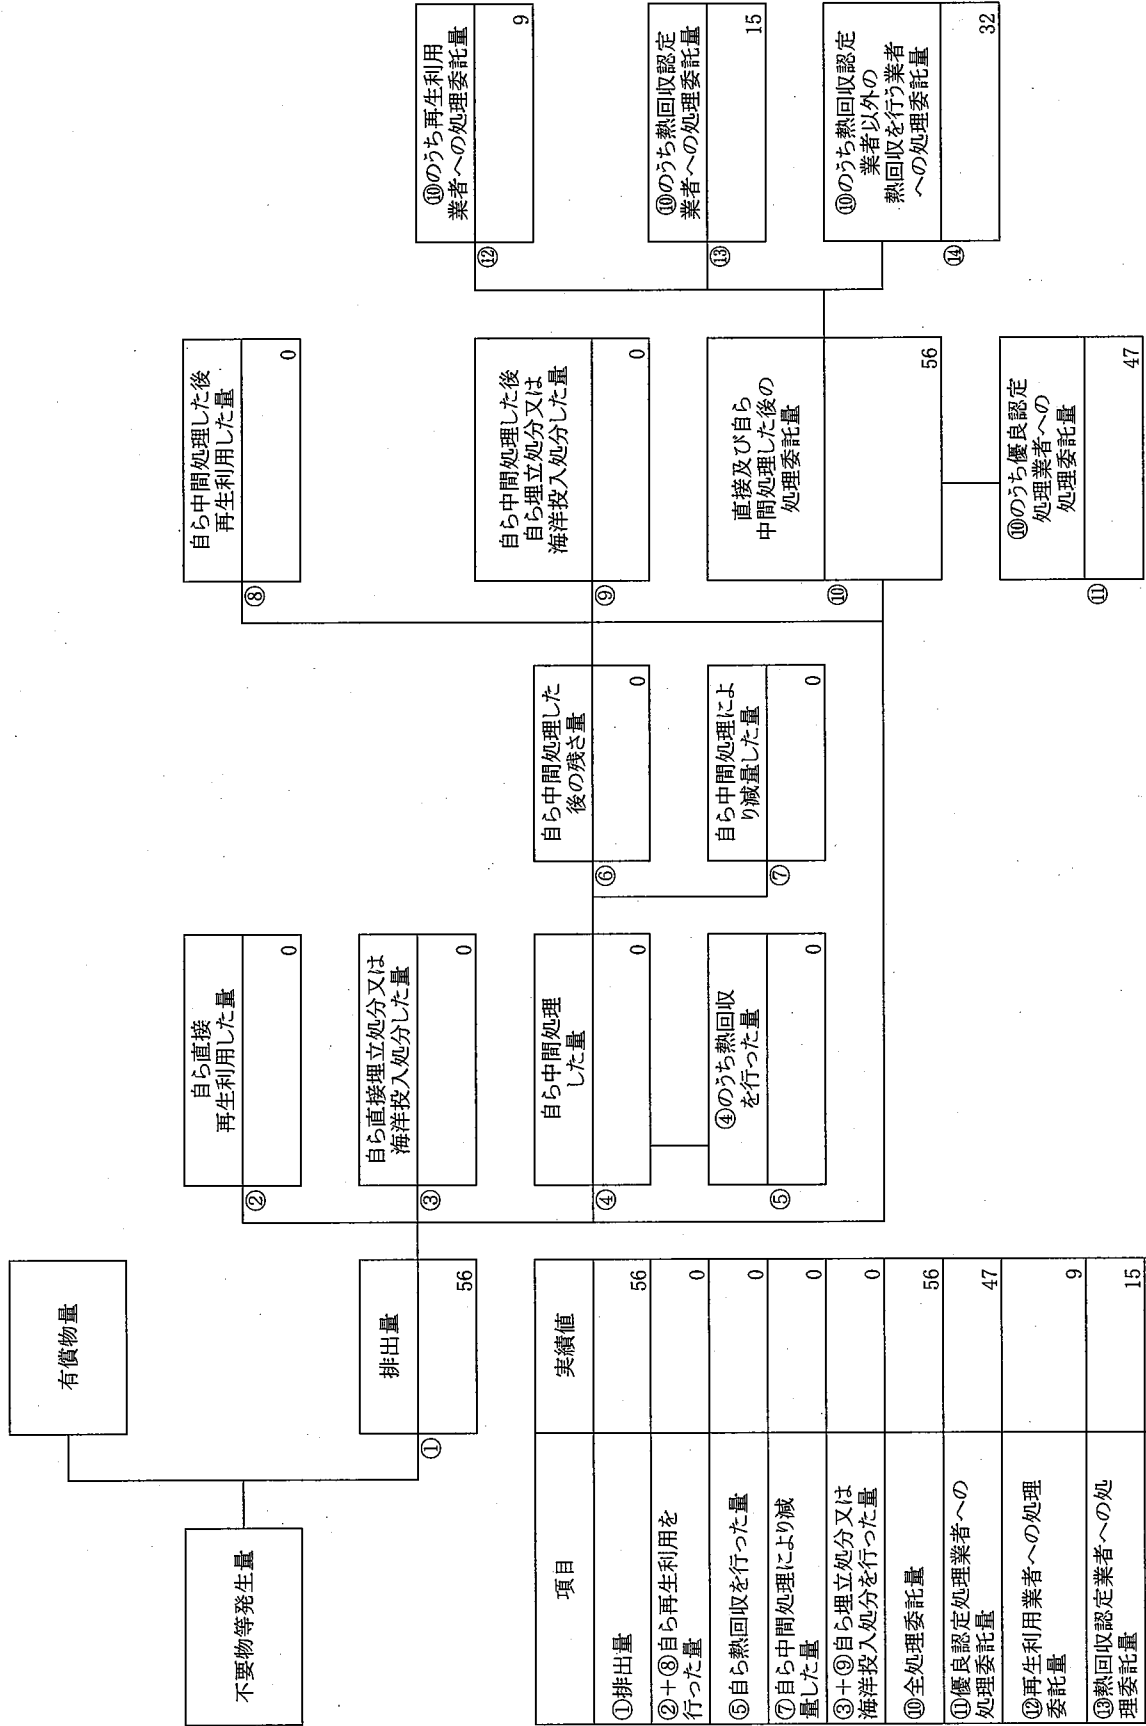 不要物等発生量
有償物量
排出量
①
56
自ら直接
再生利用した量
②
0
自ら直接埋立処分又は
海洋投入処分した量
③
0
自ら中間処理
した量
④
0
④のうち熱回収
を行った量
⑤
0
自ら中間処理した
後の残さ量
⑥
0
自ら中間処理によ
り減量した量
⑦
0
自ら中間処理した後
再生利用した量
⑧
0
自ら中間処理した後
自ら埋立処分又は
海洋投入処分した量
⑨
0
直接及び自ら
中間処理した後の
処理委託量
⑩
56
⑩のうち優良認定
処理業者への
処理委託量
⑪
47
⑩のうち再生利用
業者への処理委託量
⑫
9
⑩のうち熱回収認定
業者への処理委託量
⑬
15
⑩のうち熱回収認定
業者以外の
熱回収を行う業者
への処理委託量
⑭
32
項目 実績値
①排出量 56
②+⑧自ら再生利用を
行った量 0
⑤自ら熱回収を行った量 0
⑦自ら中間処理により減
量した量 0
③+⑨自ら埋立処分又は
海洋投入処分を行った量 0
⑩全処理委託量 56
⑪優良認定処理業者への
処理委託量 47
⑫再生利用業者への処理
委託量 9
⑬熱回収認定業者への処
理委託量 15